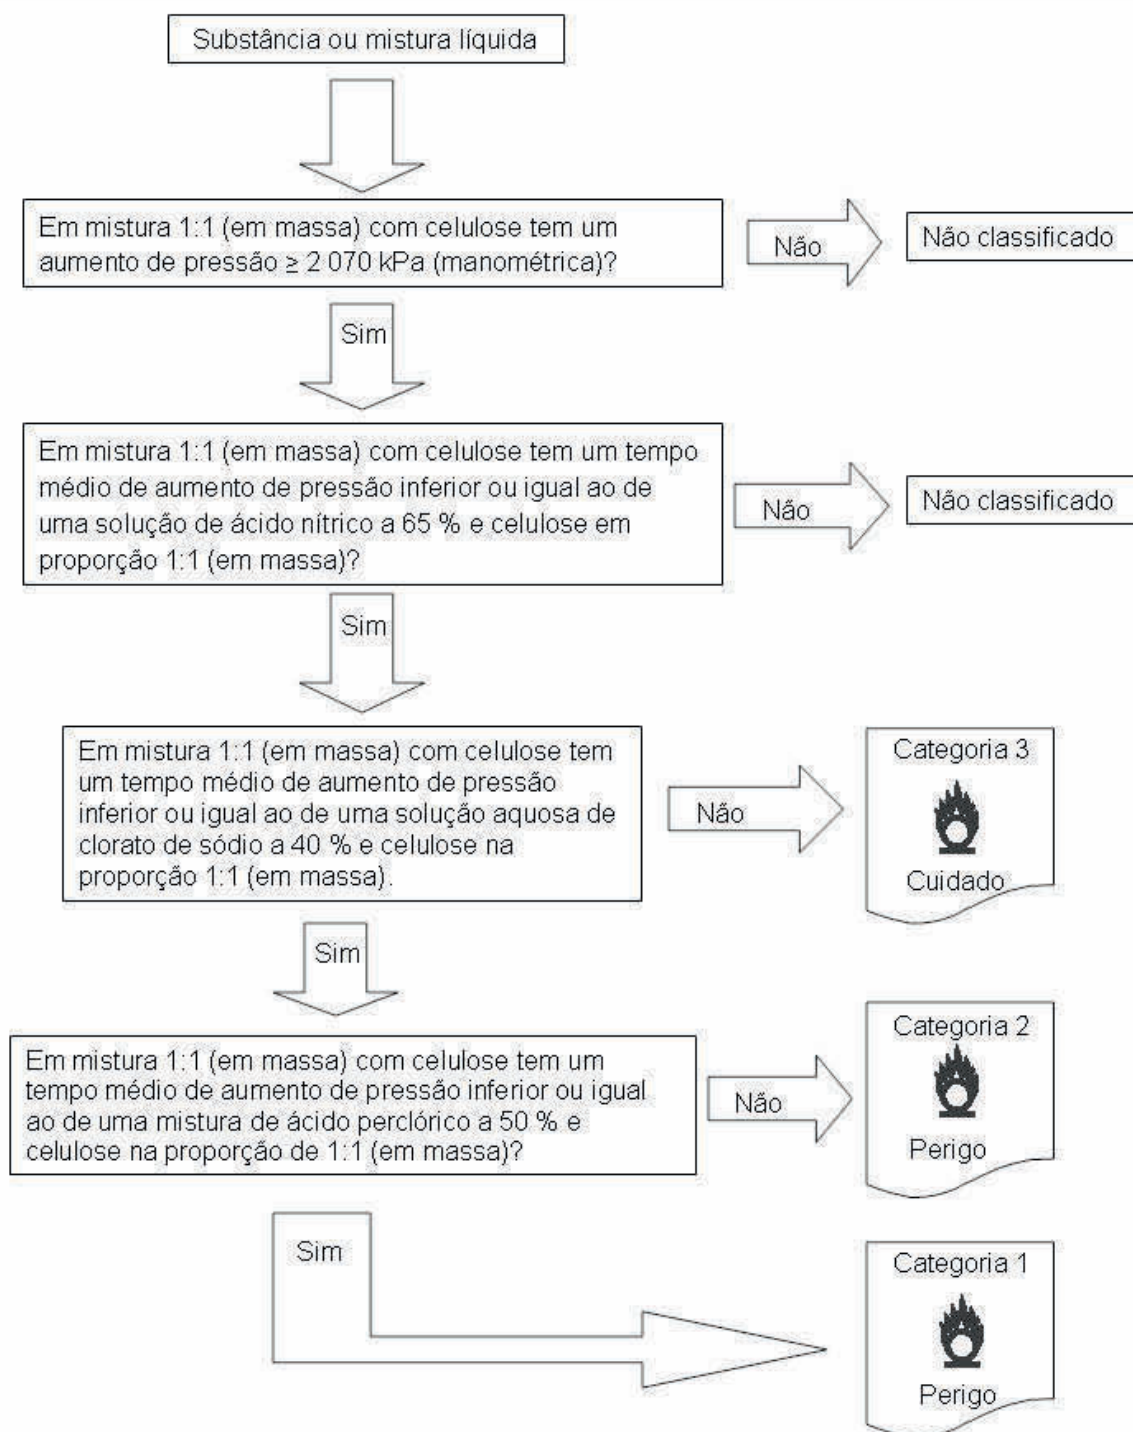 Substância ou mistura líquida
Em mistura 1:1 (em massa) com celulose tem um
aumento de pressão ≥ 2 070 kPa (manométrica)?
Não
Não classificado
Sim
Em mistura 1:1 (em massa) com celulose tem um tempo
médio de aumento de pressão inferior ou igual ao de
uma solução de ácido nítrico a 65 % e celulose em
proporção 1:1 (em massa)?
Não
Não classificado
Sim
Em mistura 1:1 (em massa) com celulose tem
um tempo médio de aumento de pressão
inferior ou igual ao de uma solução aquosa de
clorato de sódio a 40 % e celulose na
proporção 1:1 (em massa).
Não
Categoria 3
Cuidado
Sim
Em mistura 1:1 (em massa) com celulose tem um
tempo médio de aumento de pressão inferior ou igual
ao de uma mistura de ácido perclórico a 50 % e
celulose na proporção de 1:1 (em massa)?
Não
Categoria 2
Perigo
Sim
Categoria 1
Perigo